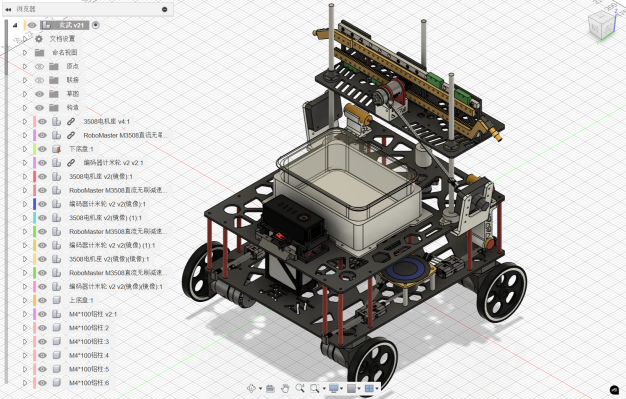 浏览器
玄武 v21
文档设置
命名视图
原点
联接
草图
构造
3508电机座 v4:1
RoboMaster M3508直流无刷...
下底盘:1
编码器计米轮 v2 v2:1
3508电机座 v2(镜像):1
RoboMaster M3508直流无刷减速...
编码器计米轮 v2 v2(镜像):1
3508电机座 v2(镜像) (1):1
RoboMaster M3508直流无刷减速...
编码器计米轮 v2 v2(镜像) (1):1
3508电机座 v2(镜像)(镜像):1
RoboMaster M3508直流无刷减速...
编码器计米轮 v2 v2(镜像)(镜像):1
上底盘:1
M4*100铝柱 v2:1
M4*100铝柱:2
M4*100铝柱:3
M4*100铝柱:4
M4*100铝柱:5
M4*100铝柱:6